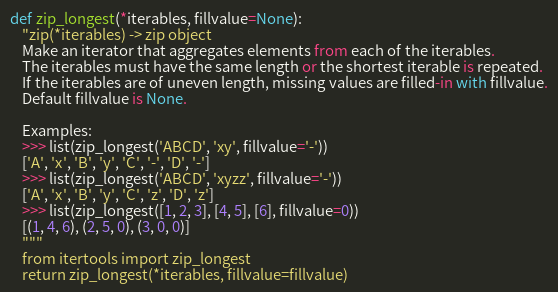 def zip_longest(*iterables, fillvalue=None):
"zip(*iterables) -> zip object
Make an iterator that aggregates elements from each of the iterables.
The iterables must have the same length or the shortest iterable is repeated.
If the iterables are of uneven length, missing values are filled-in with fillvalue.
Default fillvalue is None.
Examples:
>>> list(zip_longest('ABCD', 'xy', fillvalue='-'))
['A', 'x', 'B', 'y', 'C', '-', 'D', '-']
>>> list(zip_longest('ABCD', 'xyzz', fillvalue='-'))
['A', 'x', 'B', 'y', 'C', 'z', 'D', 'z']
>>> list(zip_longest([1, 2, 3], [4, 5], [6], fillvalue=0))
[(1, 4, 6), (2, 5, 0), (3, 0, 0)]
"""
from itertools import zip_longest
return zip_longest(*iterables, fillvalue=fillvalue)